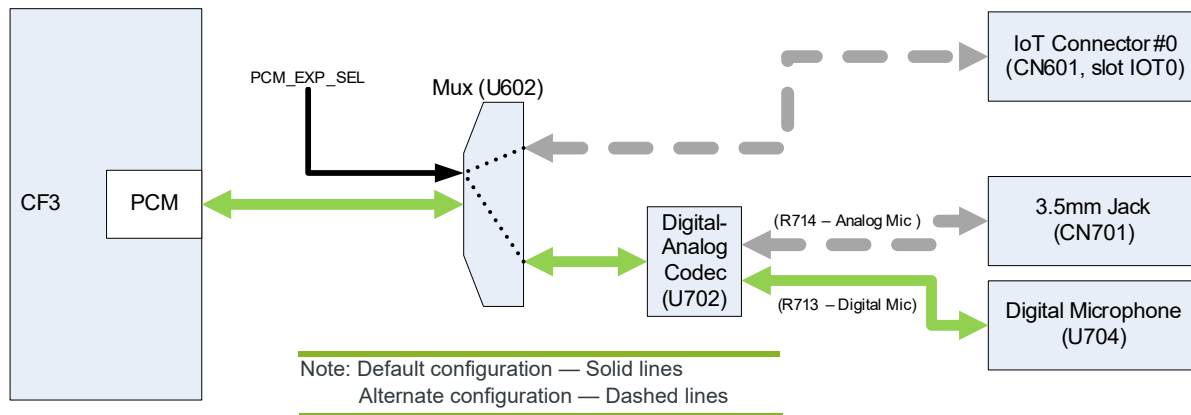 CF3
PCM
PCM_EXP_SEL
Mux (U602)
IoT Connector #0
(CN601, slot IOT0)
Digital-
Analog
Codec
(U702)
(R714 – Analog Mic )
(R713 – Digital Mic)
3.5mm Jack
(CN701)
Digital Microphone
(U704)
Note: Default configuration — Solid lines
Alternate configuration — Dashed lines